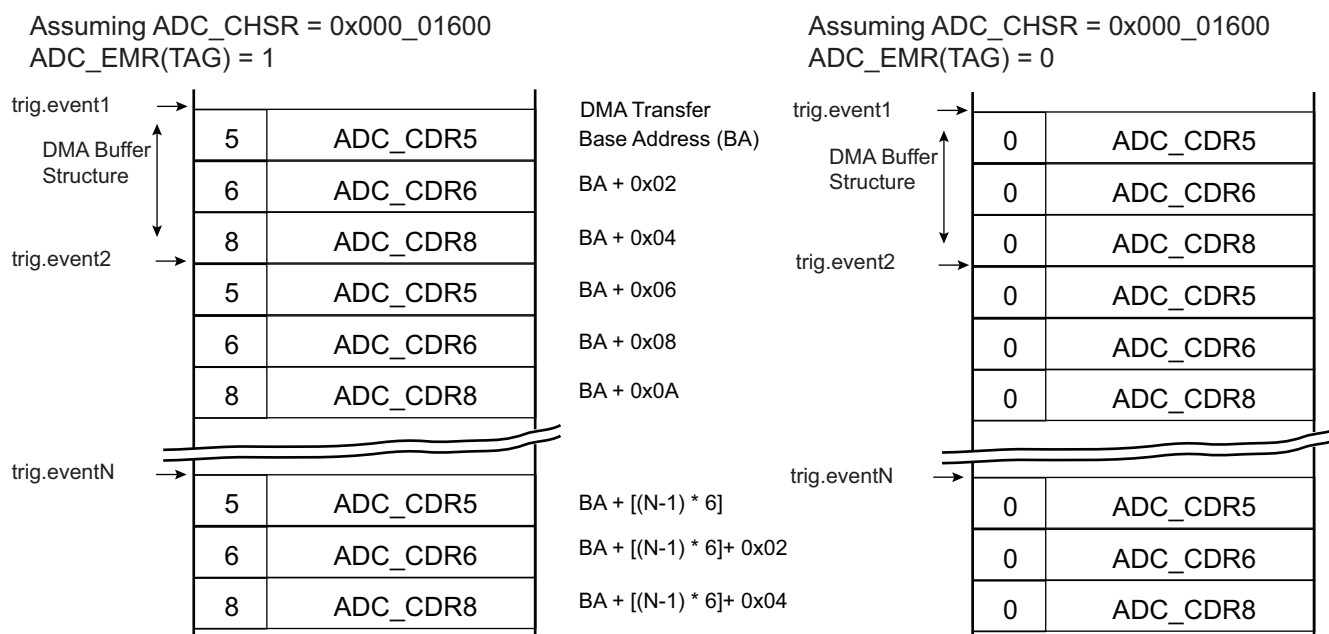 Assuming ADC_CHSR = 0x000_01600
ADC_EMR(TAG) = 1
trig.event1
DMA Buffer
Structure
5 ADC_CDR5
6 ADC_CDR6
8 ADC_CDR8
trig.event2
5 ADC_CDR5
6 ADC_CDR6
8 ADC_CDR8
trig.eventN
5 ADC_CDR5
6 ADC_CDR6
8 ADC_CDR8
DMA Transfer
Base Address (BA)
BA + 0x02
BA + 0x04
BA + 0x06
BA + 0x08
BA + 0x0A
BA + [(N-1) * 6]
BA + [(N-1) * 6]+ 0x02
BA + [(N-1) * 6]+ 0x04
Assuming ADC_CHSR = 0x000_01600
ADC_EMR(TAG) = 0
trig.event1
DMA Buffer
Structure
0 ADC_CDR5
0 ADC_CDR6
0 ADC_CDR8
trig.event2
0 ADC_CDR5
0 ADC_CDR6
0 ADC_CDR8
trig.eventN
0 ADC_CDR5
0 ADC_CDR6
0 ADC_CDR8